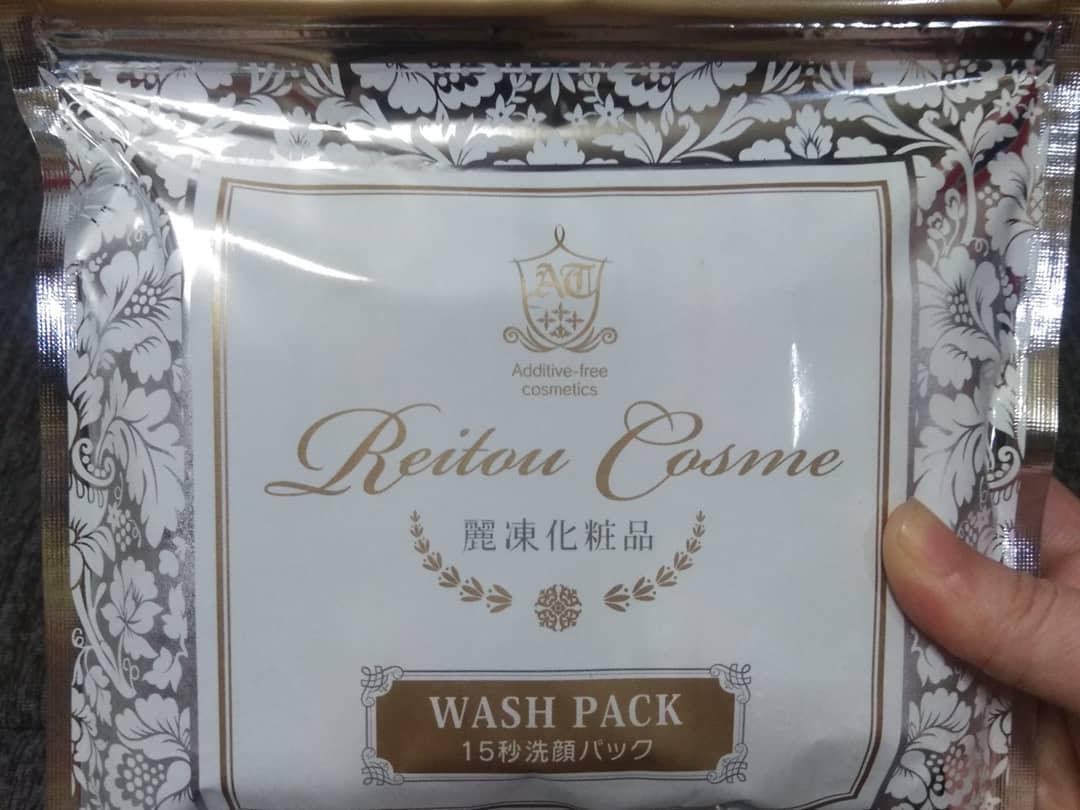 AT
Additive-free
cosmetics
Reitou Cosme
麗凍化粧品
WASH PACK
15秒洗顔パック